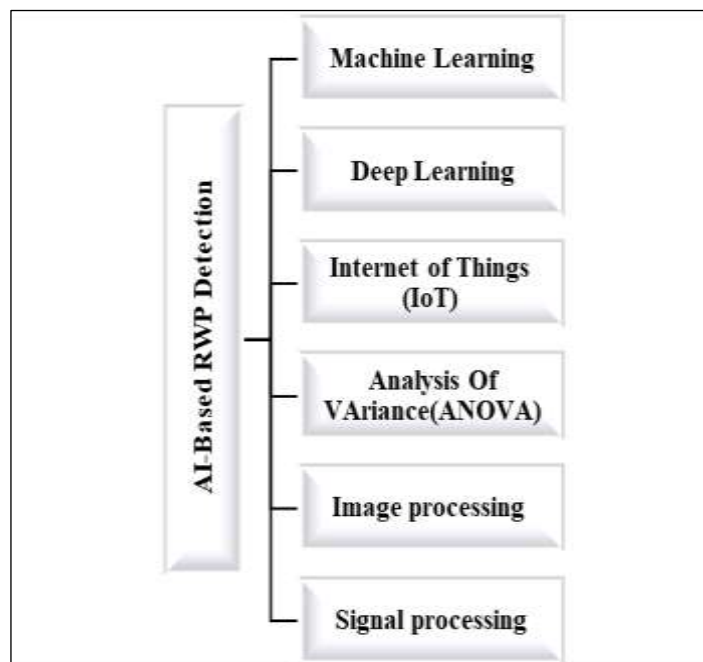 AI-Based RWP Detection
Machine Learning
Deep Learning
Internet of Things
(IoT)
Analysis Of
VAriance(ANOVA)
Image processing
Signal processing